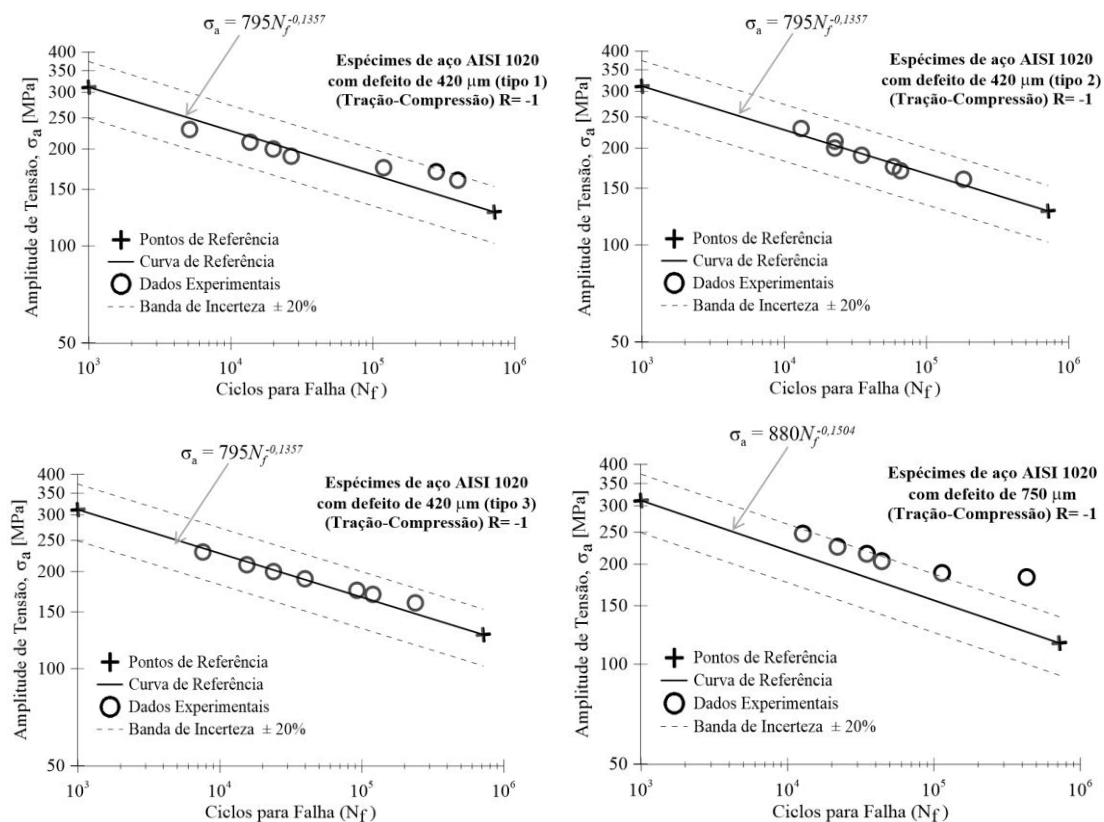 σa = 795Nf^-0,1357
Espécimes de aço AISI 1020
com defeito de 420 μm (tipo 1)
(Tração-Compressão) R= -1
Amplitude de Tensão, σa [MPa]
400
350
300
250
200
150
100
50
Pontos de Referência
Curva de Referência
Dados Experimentais
Banda de Incerteza ± 20%
10^3
10^4
10^5
10^6
Ciclos para Falha (Nf)
σa = 795Nf^-0,1357
Espécimes de aço AISI 1020
com defeito de 420 μm (tipo 2)
(Tração-Compressão) R= -1
Amplitude de Tensão, σa [MPa]
400
350
300
250
200
150
100
50
Pontos de Referência
Curva de Referência
Dados Experimentais
Banda de Incerteza ± 20%
10^3
10^4
10^5
10^6
Ciclos para Falha (Nf)
σa = 795Nf^-0,1357
Espécimes de aço AISI 1020
com defeito de 420 μm (tipo 3)
(Tração-Compressão) R= -1
Amplitude de Tensão, σa [MPa]
400
350
300
250
200
150
100
50
Pontos de Referência
Curva de Referência
Dados Experimentais
Banda de Incerteza ± 20%
10^3
10^4
10^5
10^6
Ciclos para Falha (Nf)
σa = 880Nf^-0,1504
Espécimes de aço AISI 1020
com defeito de 750 μm
(Tração-Compressão) R= -1
Amplitude de Tensão, σa [MPa]
400
350
300
250
200
150
100
50
Pontos de Referência
Curva de Referência
Dados Experimentais
Banda de Incerteza ± 20%
10^3
10^4
10^5
10^6
Ciclos para Falha (Nf)